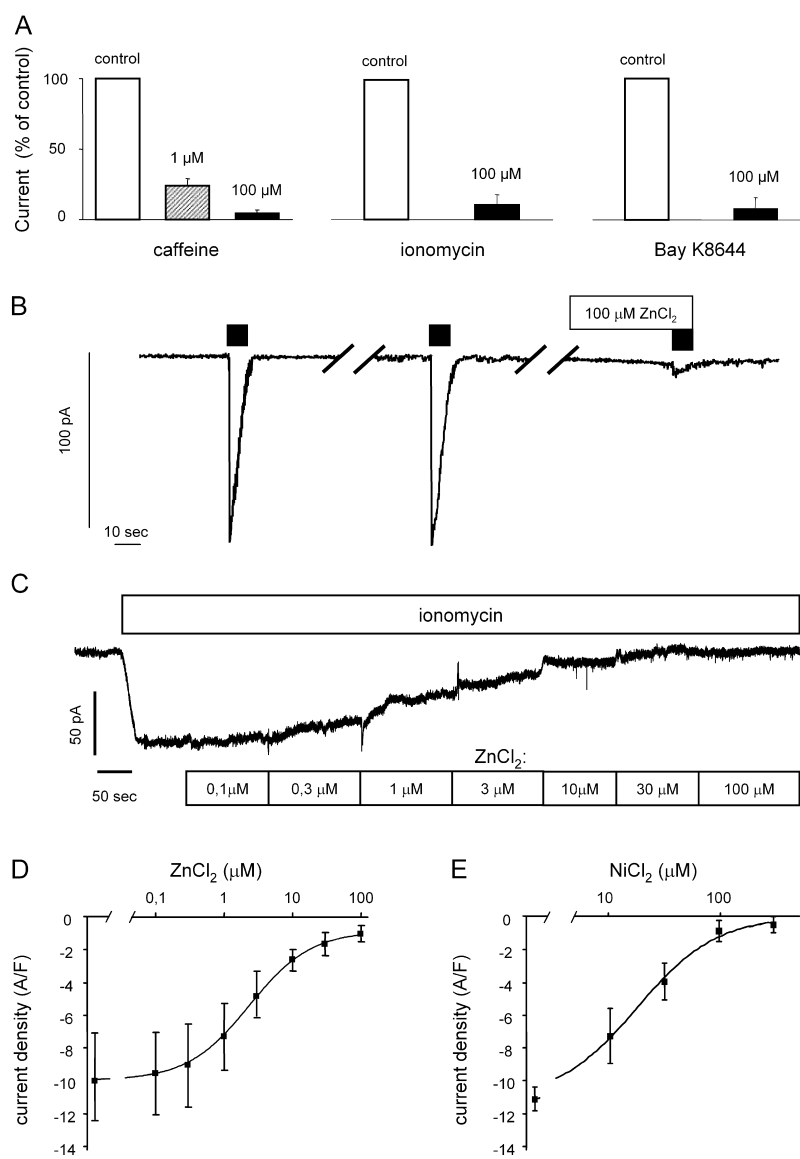 A
Current (% of control)
100
50
0
control
1 µM
100 µM
caffeine
control
100 µM
ionomycin
control
100 µM
Bay K8644
B
100 µM ZnCl2
100 pA
10 sec
C
ionomycin
50 pA
50 sec
ZnCl2:
0,1µM
0,3 µM
1 µM
3 µM
10µM
30 µM
100 µM
D
ZnCl2 (µM)
0,1 1 10 100
current density (A/F)
0
-2
-4
-6
-8
-10
-12
-14
E
NiCl2 (µM)
10 100
current density (A/F)
0
-2
-4
-6
-8
-10
-12
-14